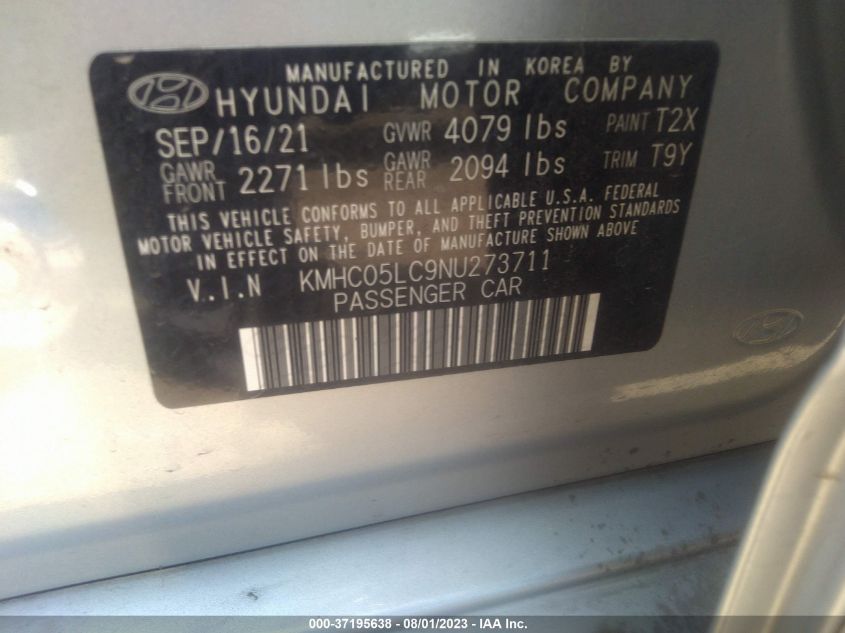 MANUFACTURED IN KOREA BY
HYUNDAI MOTOR COMPANY
SEP/16/21 GVWR 4079 lbs PAINT T2X
GAWR FRONT 2271 lbs GAWR REAR 2094 lbs TRIM T9Y
THIS VEHICLE CONFORMS TO ALL APPLICABLE U.S.A. FEDERAL
MOTOR VEHICLE SAFETY, BUMPER, AND THEFT PREVENTION STANDARDS
IN EFFECT ON THE DATE OF MANUFACTURE SHOWN ABOVE
V.I.N KMHC05LC9NU273711
PASSENGER CAR
000-37195638 - 08/01/2023 - IAA Inc.